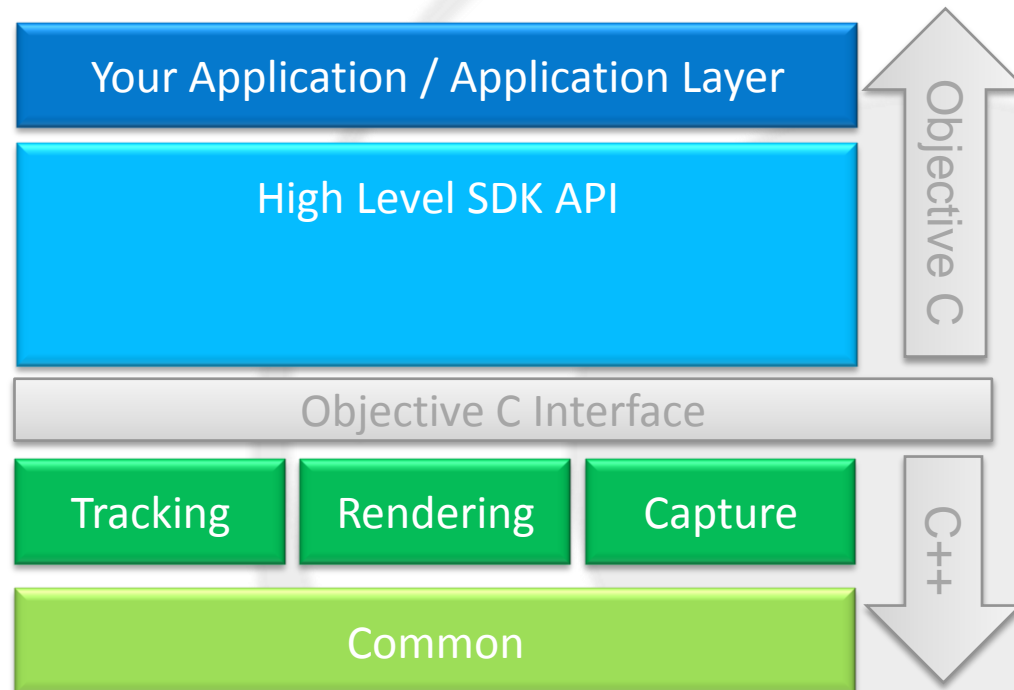 Your Application / Application Layer
Objective C
High Level SDK API
Objective C Interface
Tracking
Rendering
Capture
C++
Common